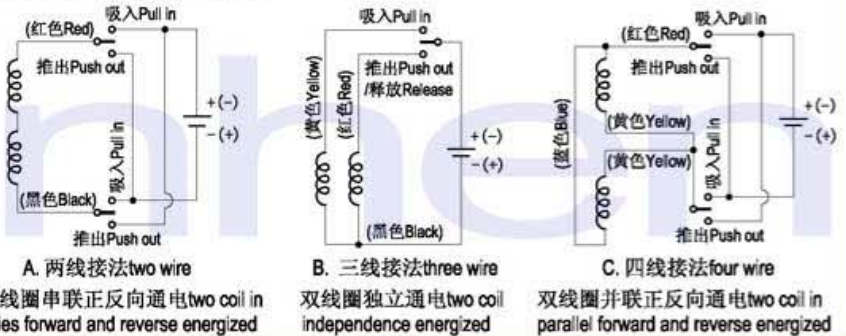 吸入Pull in
(红色Red)
推出Push out
吸入Pull in
+(-)
-(+)
(黑色Black)
推出Push out
A. 两线接法two wire
线圈串联正反向通电two coil in
ies forward and reverse energized
吸入Pull in
推出Push out
/释放Release
(黄色Yellow)
(红色Red)
+(-)
-(+)
(黑色Black)
B. 三线接法three wire
双线圈独立通电two coil
independence energized
吸入Pull in
(红色Red)
推出Push out
(蓝色Blue)
(黄色Yellow)
(黄色Yellow)
吸入Pull in
+(-)
-(+)
推出Push out
C. 四线接法four wire
双线圈并联正反向通电two coil in
parallel forward and reverse energized